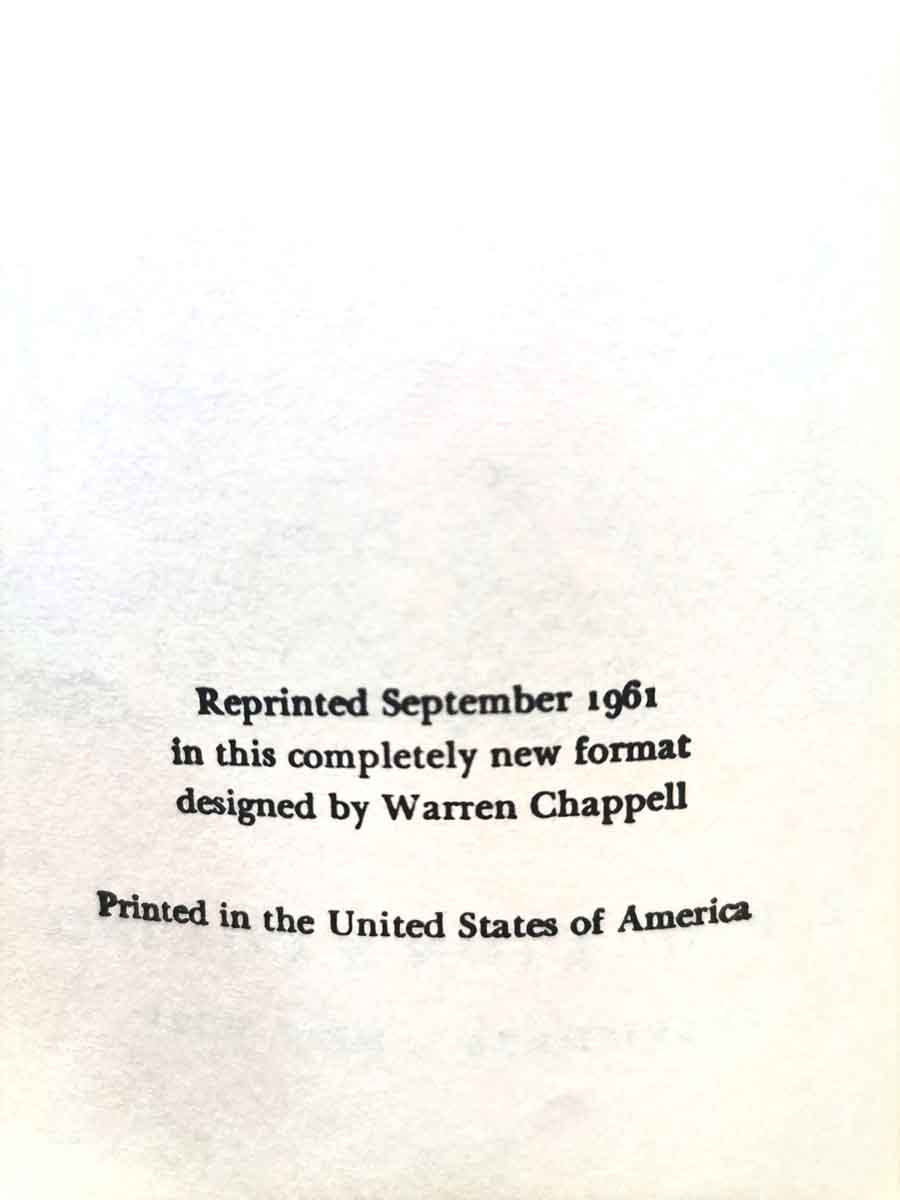 Reprinted September 1961
in this completely new format
designed by Warren Chappell
Printed in the United States of America